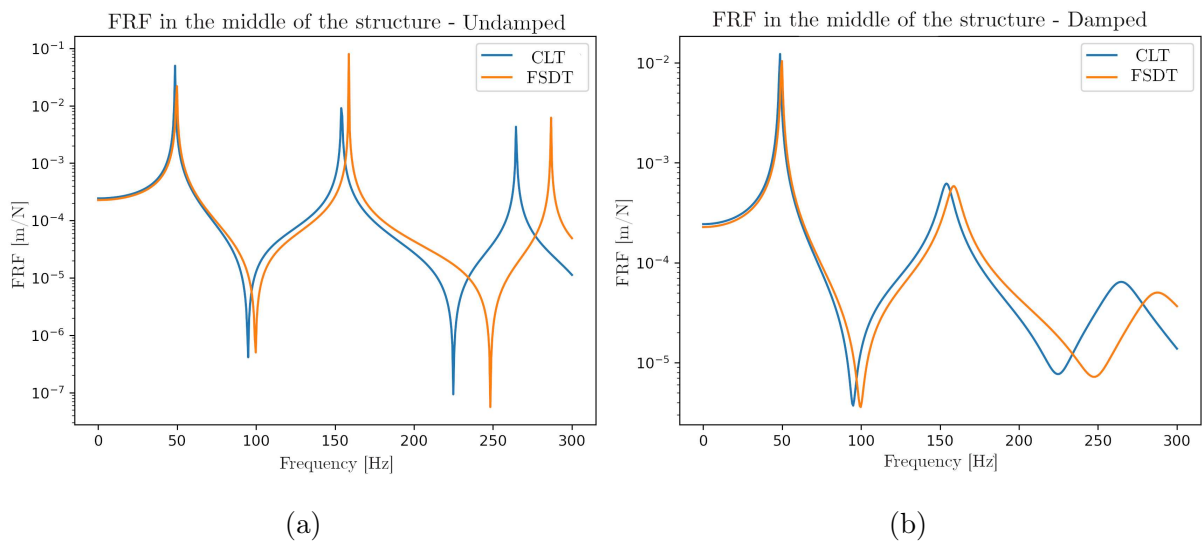 FRF in the middle of the structure - Undamped
CLT
FSDT
10⁻¹
10⁻²
10⁻³
10⁻⁴
10⁻⁵
10⁻⁶
10⁻⁷
FRF [m/N]
0 50 100 150 200 250 300
Frequency [Hz]
(a)
FRF in the middle of the structure - Damped
CLT
FSDT
10⁻²
10⁻³
10⁻⁴
10⁻⁵
FRF [m/N]
0 50 100 150 200 250 300
Frequency [Hz]
(b)